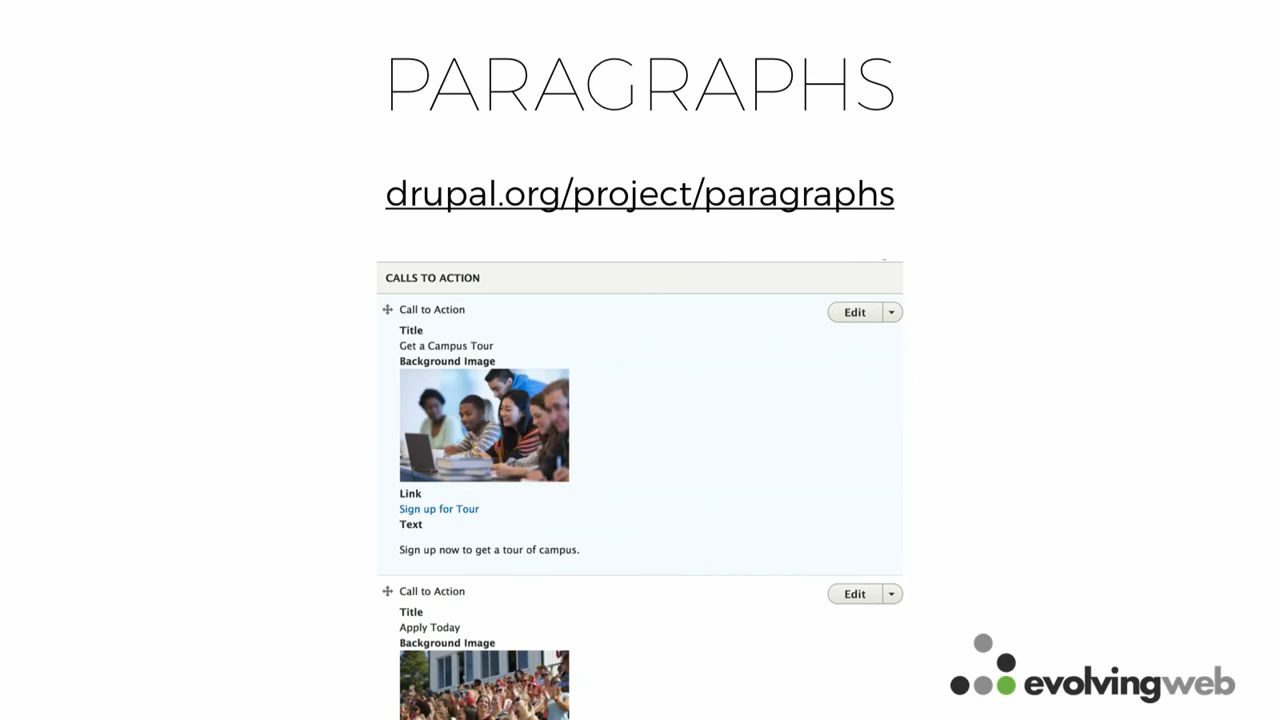 PARAGRAPHS
drupal.org/project/paragraphs
CALLS TO ACTION
Call to Action
Edit
Title
Get a Campus Tour
Background Image
Link
Sign up for Tour
Text
Sign up now to get a tour of campus.
Call to Action
Edit
Title
Apply Today
Background Image
evolvingweb